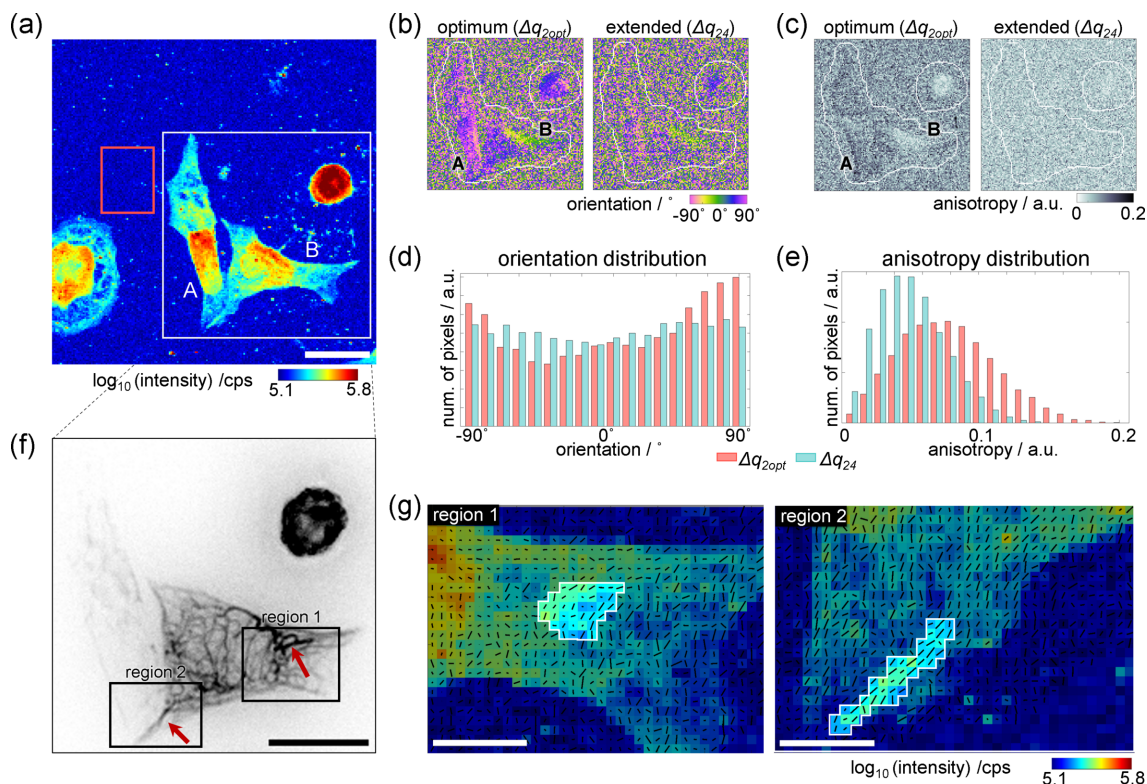 (a)
A
B
log10 (intensity) /cps
5.1
5.8
(b)
optimum (Δq2opt)
extended (Δq24)
A
B
orientation / °
-90° 0° 90°
(c)
optimum (Δq2opt)
extended (Δq24)
A
B
anisotropy / a.u.
0
0.2
(d)
orientation distribution
num. of pixels / a.u.
-90°
0°
90°
orientation / °
(e)
anisotropy distribution
num. of pixels / a.u.
0
0.1
0.2
anisotropy / a.u.
Δq2opt
Δq24
(f)
region 1
region 2
(g)
region 1
region 2
log10 (intensity) /cps
5.1
5.8